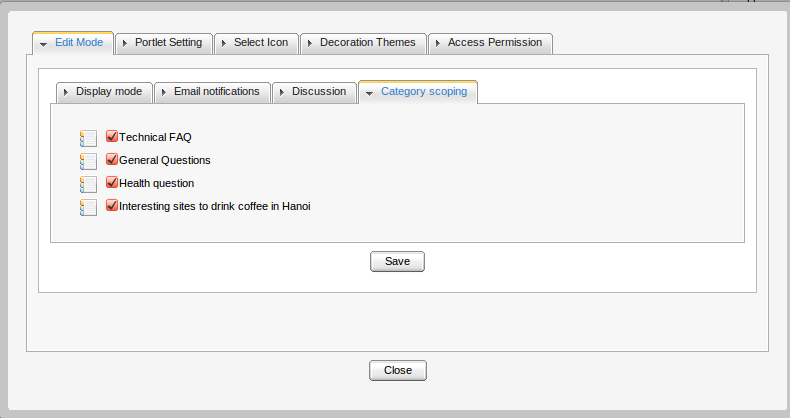 Edit Mode Portlet Setting Select Icon Decoration Themes Access Permission
Display mode Email notifications Discussion Category scoping
Technical FAQ
General Questions
Health question
Interesting sites to drink coffee in Hanoi
Save
Close